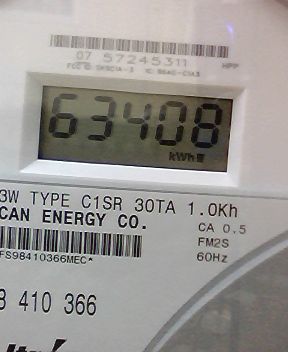 07 57245311
HPP
63408
kWh
3W TYPE C1SR 30TA 1.0Kh
CAN ENERGY CO.
CA 0.5
FM2S
60Hz
FS98410366MEC*
410 366